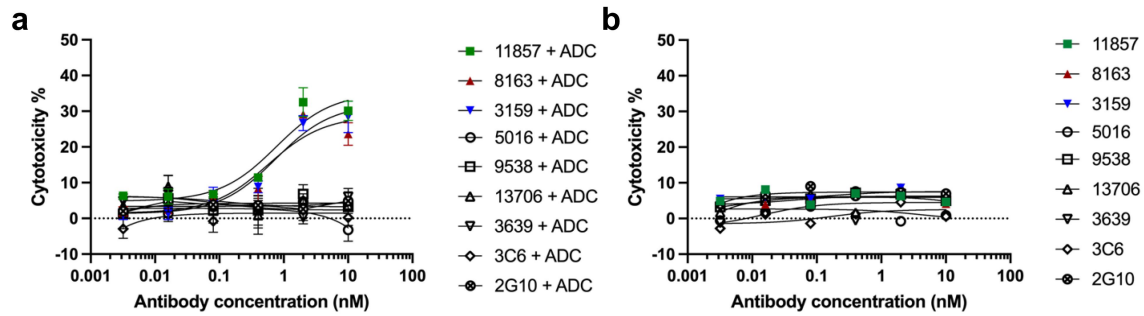 a
50
40
30
20
10
0
-10
Cytotoxicity %
0.001 0.01 0.1 1 10 100
Antibody concentration (nM)
11857 + ADC
8163 + ADC
3159 + ADC
5016 + ADC
9538 + ADC
13706 + ADC
3639 + ADC
3C6 + ADC
2G10 + ADC
b
50
40
30
20
10
0
-10
Cytotoxicity %
0.001 0.01 0.1 1 10 100
Antibody concentration (nM)
11857
8163
3159
5016
9538
13706
3639
3C6
2G10